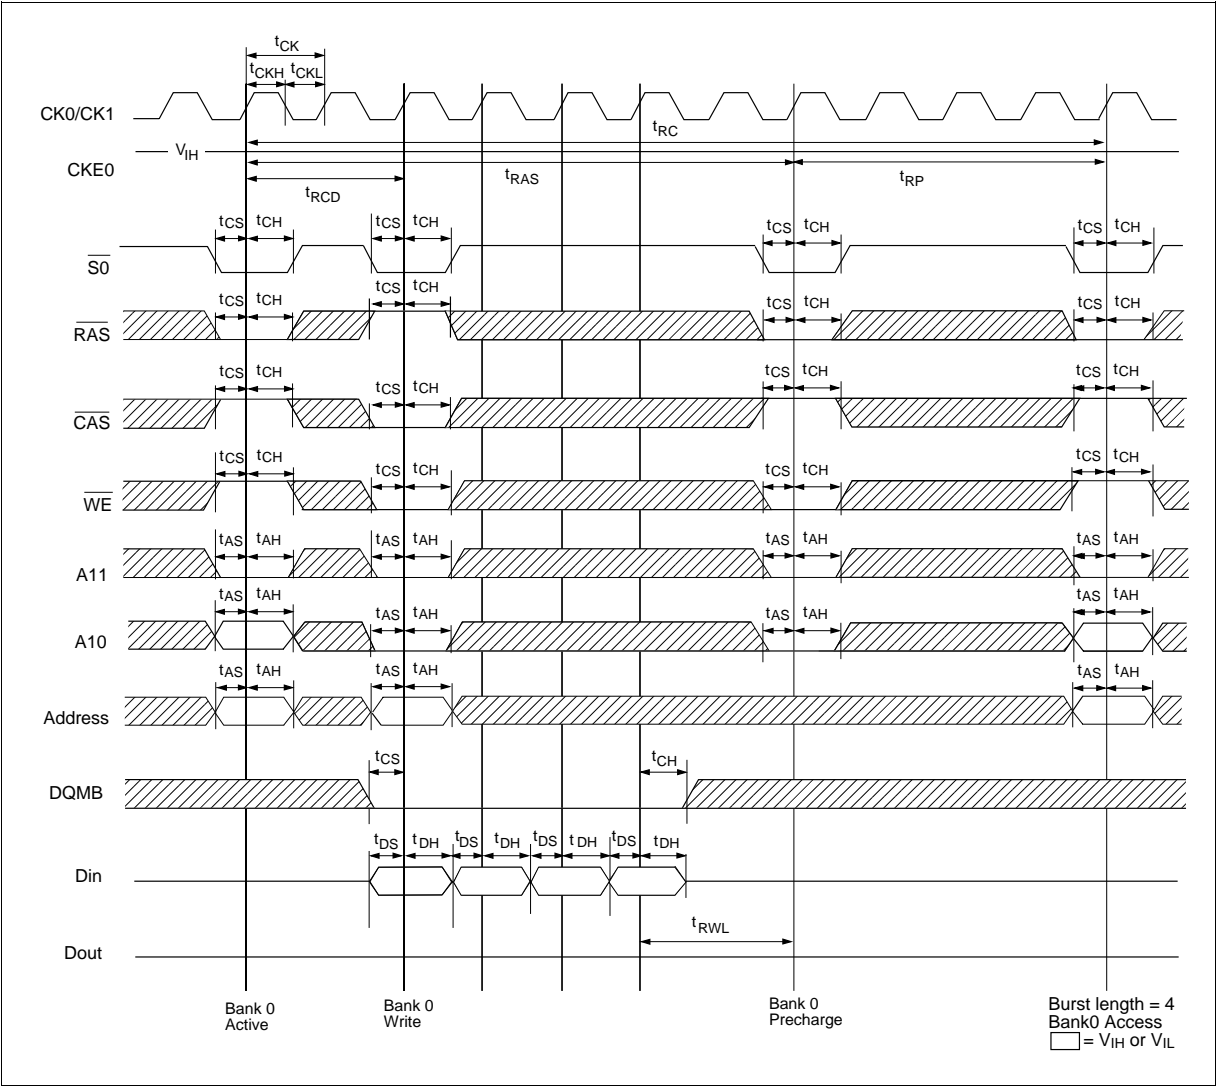 tCK
tCKH tCKL
CK0/CK1
tRC
VIH
CKE0
tRAS tRP
tRCD
tCS tCH tCS tCH tCS tCH tCS tCH
S0
tCS tCH tCS tCH tCS tCH tCS tCH
RAS
tCS tCH tCS tCH tCS tCH tCS tCH
CAS
tCS tCH tCS tCH tCS tCH tCS tCH
WE
tAS tAH tAS tAH tAS tAH tAS tAH
A11
tAS tAH tAS tAH tAS tAH tAS tAH
A10
tAS tAH tAS tAH tAS tAH
Address
tCS tCH
DQMB
tDS tDH tDS tDH tDS tDH tDS tDH
Din
tRWL
Dout
Bank 0
Active
Bank 0
Write
Bank 0
Precharge
Burst length = 4
Bank0 Access
= VIH or VIL